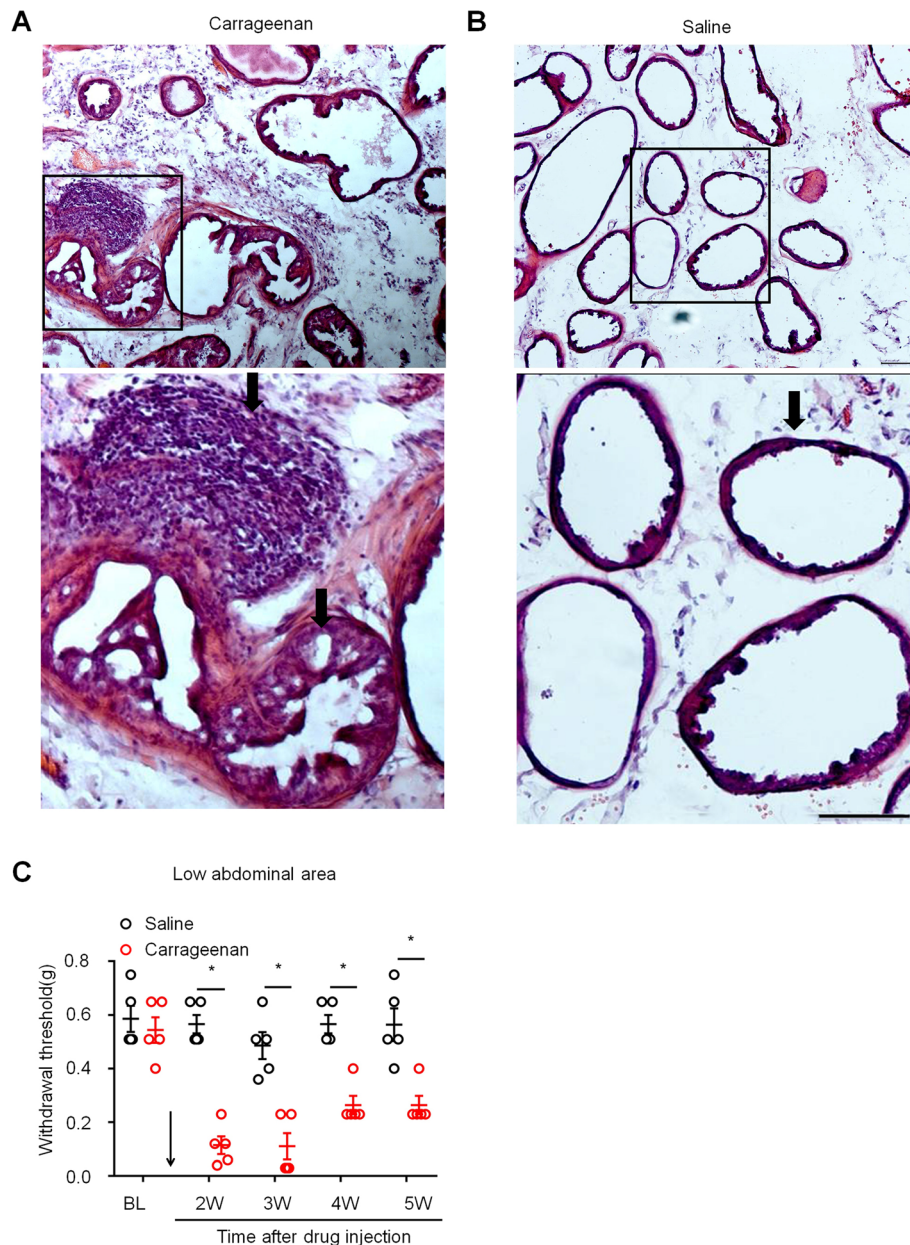 A
Carrageenan
B
Saline
C
Low abdominal area
Saline
Carrageenan
Withdrawal threshold(g)
0.8
0.6
0.4
0.2
0.0
* * * *
BL 2W 3W 4W 5W
Time after drug injection